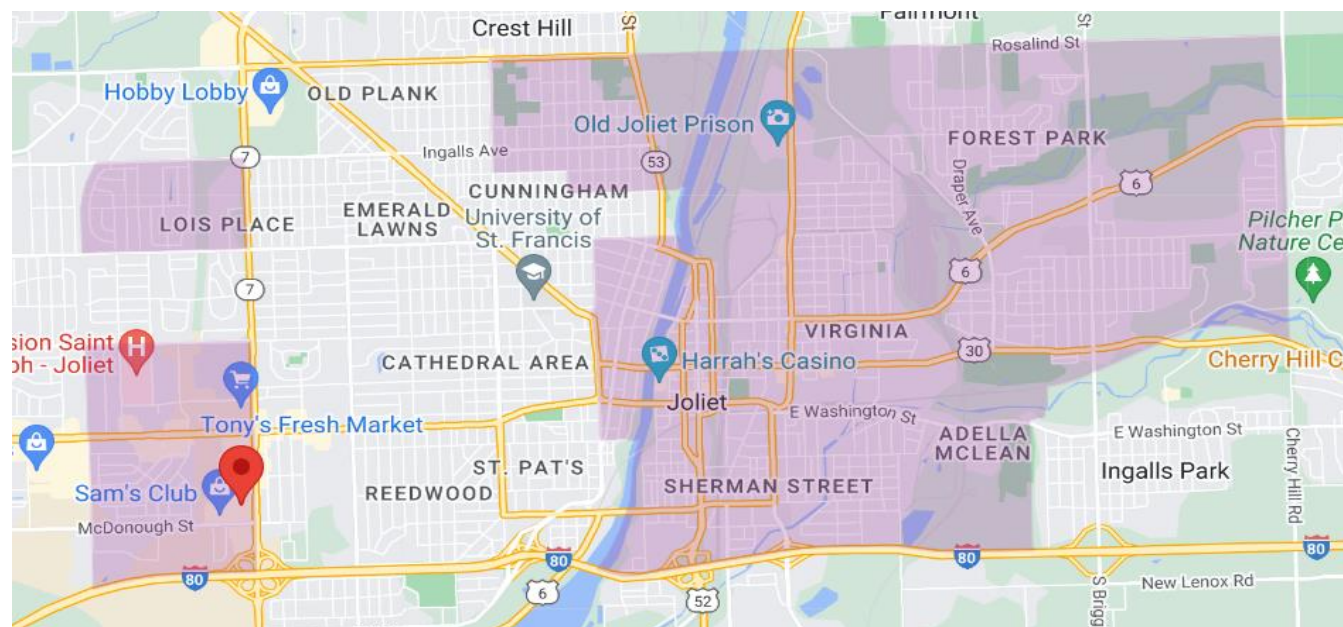 Crest Hill
St
Fairmont
St
Rosalind St
Hobby Lobby
OLD PLANK
Old Joliet Prison
FOREST PARK
7
Ingalls Ave
53
Draper Ave
6
CUNNINGHAM
LOIS PLACE
EMERALD
LAWNS
University of
St. Francis
Pilcher P
Nature Ce
7
6
sion Saint
ph - Joliet
VIRGINIA
30
CATHEDRAL AREA
Harrah's Casino
Cherry Hill C
Joliet
E Washington St
Tony's Fresh Market
ADELLA
MCLEAN
E Washington St
ST. PAT'S
Ingalls Park
Sam's Club
REEDWOOD
SHERMAN STREET
Cherry Hill Rd
McDonough St
80
80
80
80
6
52
S Brigg
New Lenox Rd